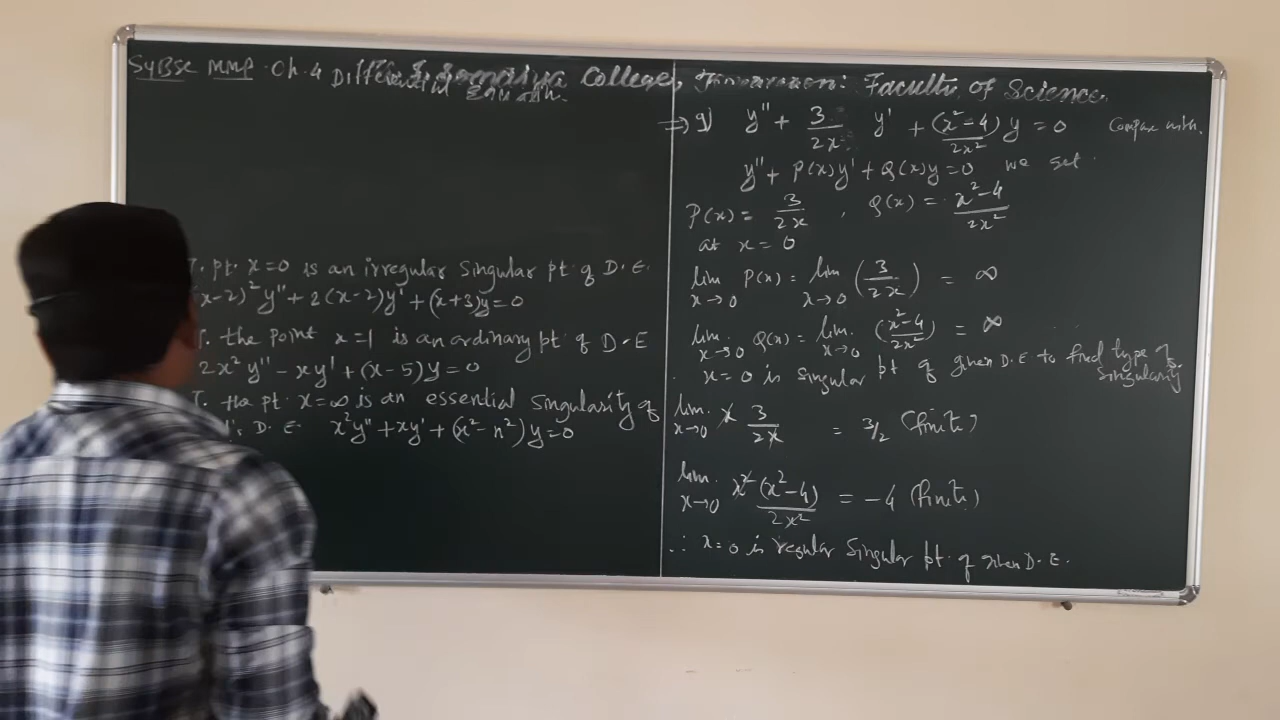 SyBSc MMP. Ch. 4 Differential Equation.
College,
Faculty of Science.
T. pt. x=0 is an irregular singular pt. of D.E.
x-2)² y'' + 2(x-2)y' + (x+3)y = 0
T. the point x=1 is an ordinary pt. of D.E
2x² y'' - xy' + (x-5)y = 0
T. the pt. x=∞ is an essential singularity of
D.E. x²y'' + xy' + (x²-n²)y = 0
y'' + 3/2x y' + (x²-4)/2x² y = 0 Compare with.
y'' + P(x)y' + Q(x)y = 0 we get.
P(x) = 3/2x , Q(x) = x²-4/2x²
at x = 0
lim x→0 P(x) = lim x→0 (3/2x) = ∞
lim. x→0 Q(x) = lim. x→0 (x²-4/2x²) = ∞
x=0 is singular pt of given D.E to find type of singularity
lim. x→0 x 3/2x = 3/2 (finite)
lim. x→0 x² (x²-4)/2x² = -4 (finite)
∴ x=0 is regular singular pt. of given D.E.